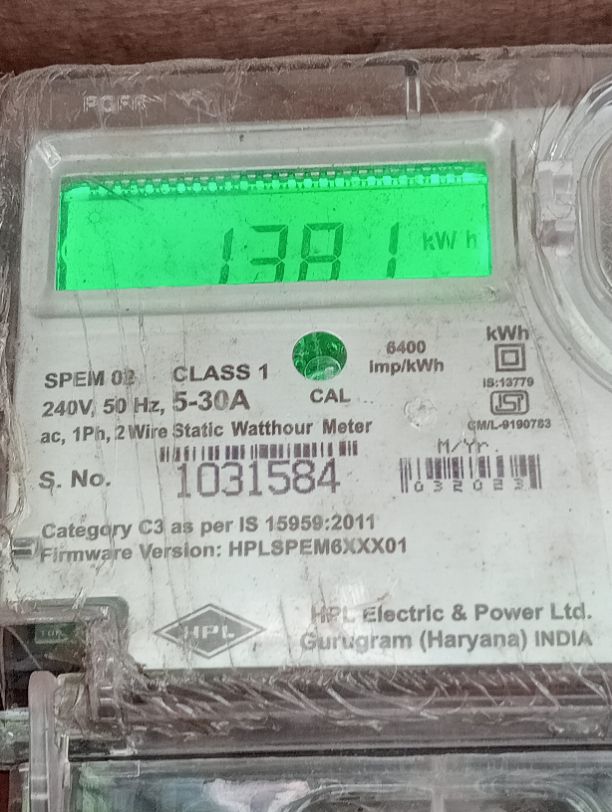 1381 kWh
6400
imp/kWh
kWh
IS:13779
SPEM 02 CLASS 1
240V, 50 Hz, 5-30A
CAL
CM/L-9190783
ac, 1Ph, 2 Wire Static Watthour Meter
M/Yr.
S. No. 1031584
032023
Category C3 as per IS 15959:2011
Firmware Version: HPLSPEM6XXX01
HPL
HPL Electric & Power Ltd.
Gurugram (Haryana) INDIA